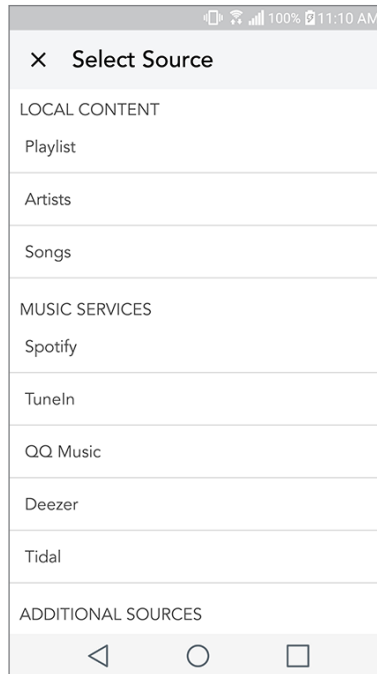 100% 11:10 AM
× Select Source
LOCAL CONTENT
Playlist
Artists
Songs
MUSIC SERVICES
Spotify
TuneIn
QQ Music
Deezer
Tidal
ADDITIONAL SOURCES